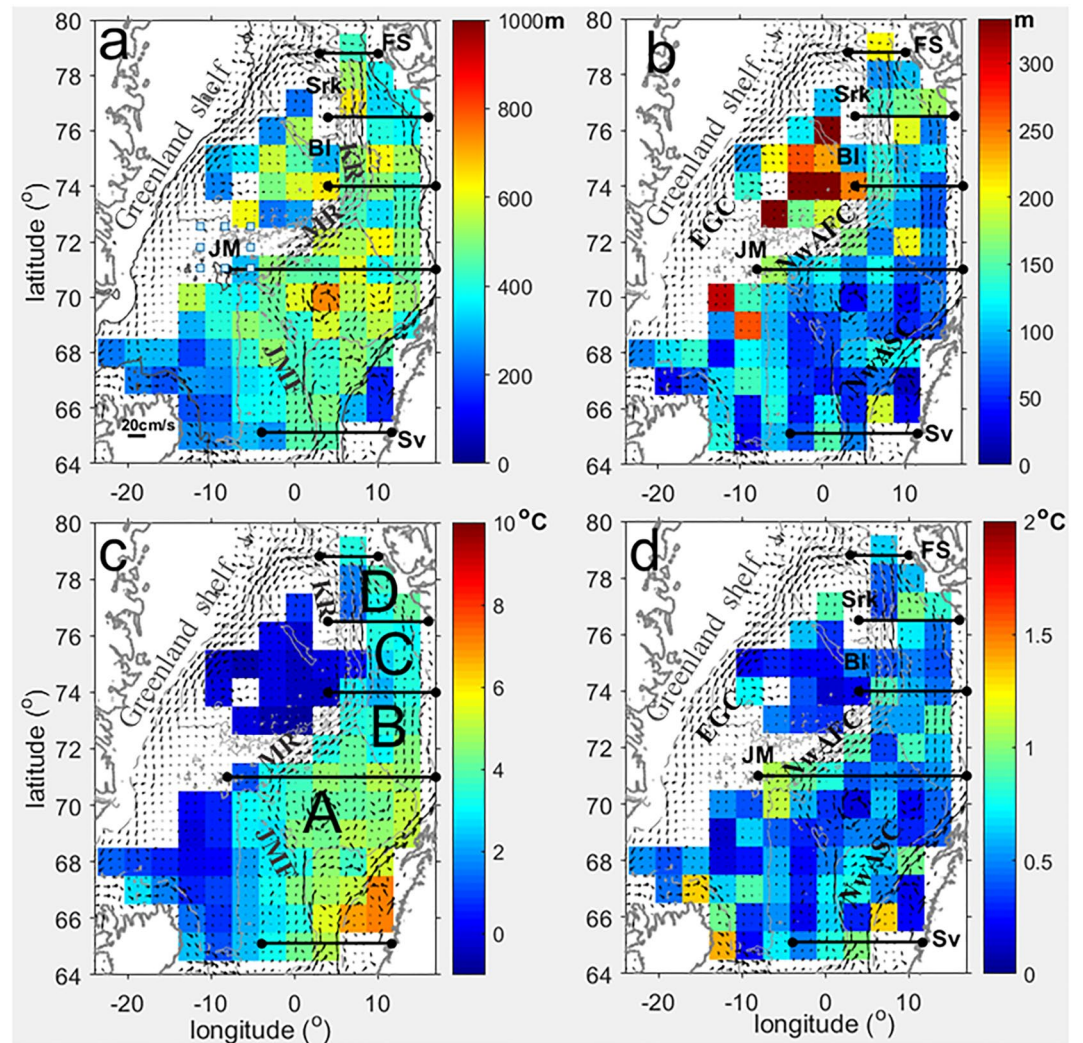 a
FS
Srk
Greenland shelf
BI
KR
MR
JM
JMF
20cm/s
Sv
latitude (°)
80
78
76
74
72
70
68
66
64
-20
-10
0
10
1000m
800
600
400
200
0
b
FS
Srk
Greenland shelf
BI
EGC
JM
NwAFC
NwASC
Sv
80
78
76
74
72
70
68
66
64
-20
-10
0
10
m
300
250
200
150
100
50
0
c
KR
D
Greenland shelf
C
B
MR
A
JMF
latitude (°)
80
78
76
74
72
70
68
66
64
-20
-10
0
10
longitude (°)
10 °C
8
6
4
2
0
d
FS
Srk
Greenland shelf
BI
EGC
NwAFC
JM
NwASC
Sv
80
78
76
74
72
70
68
66
64
-20
-10
0
10
longitude (°)
2 °C
1.5
1
0.5
0